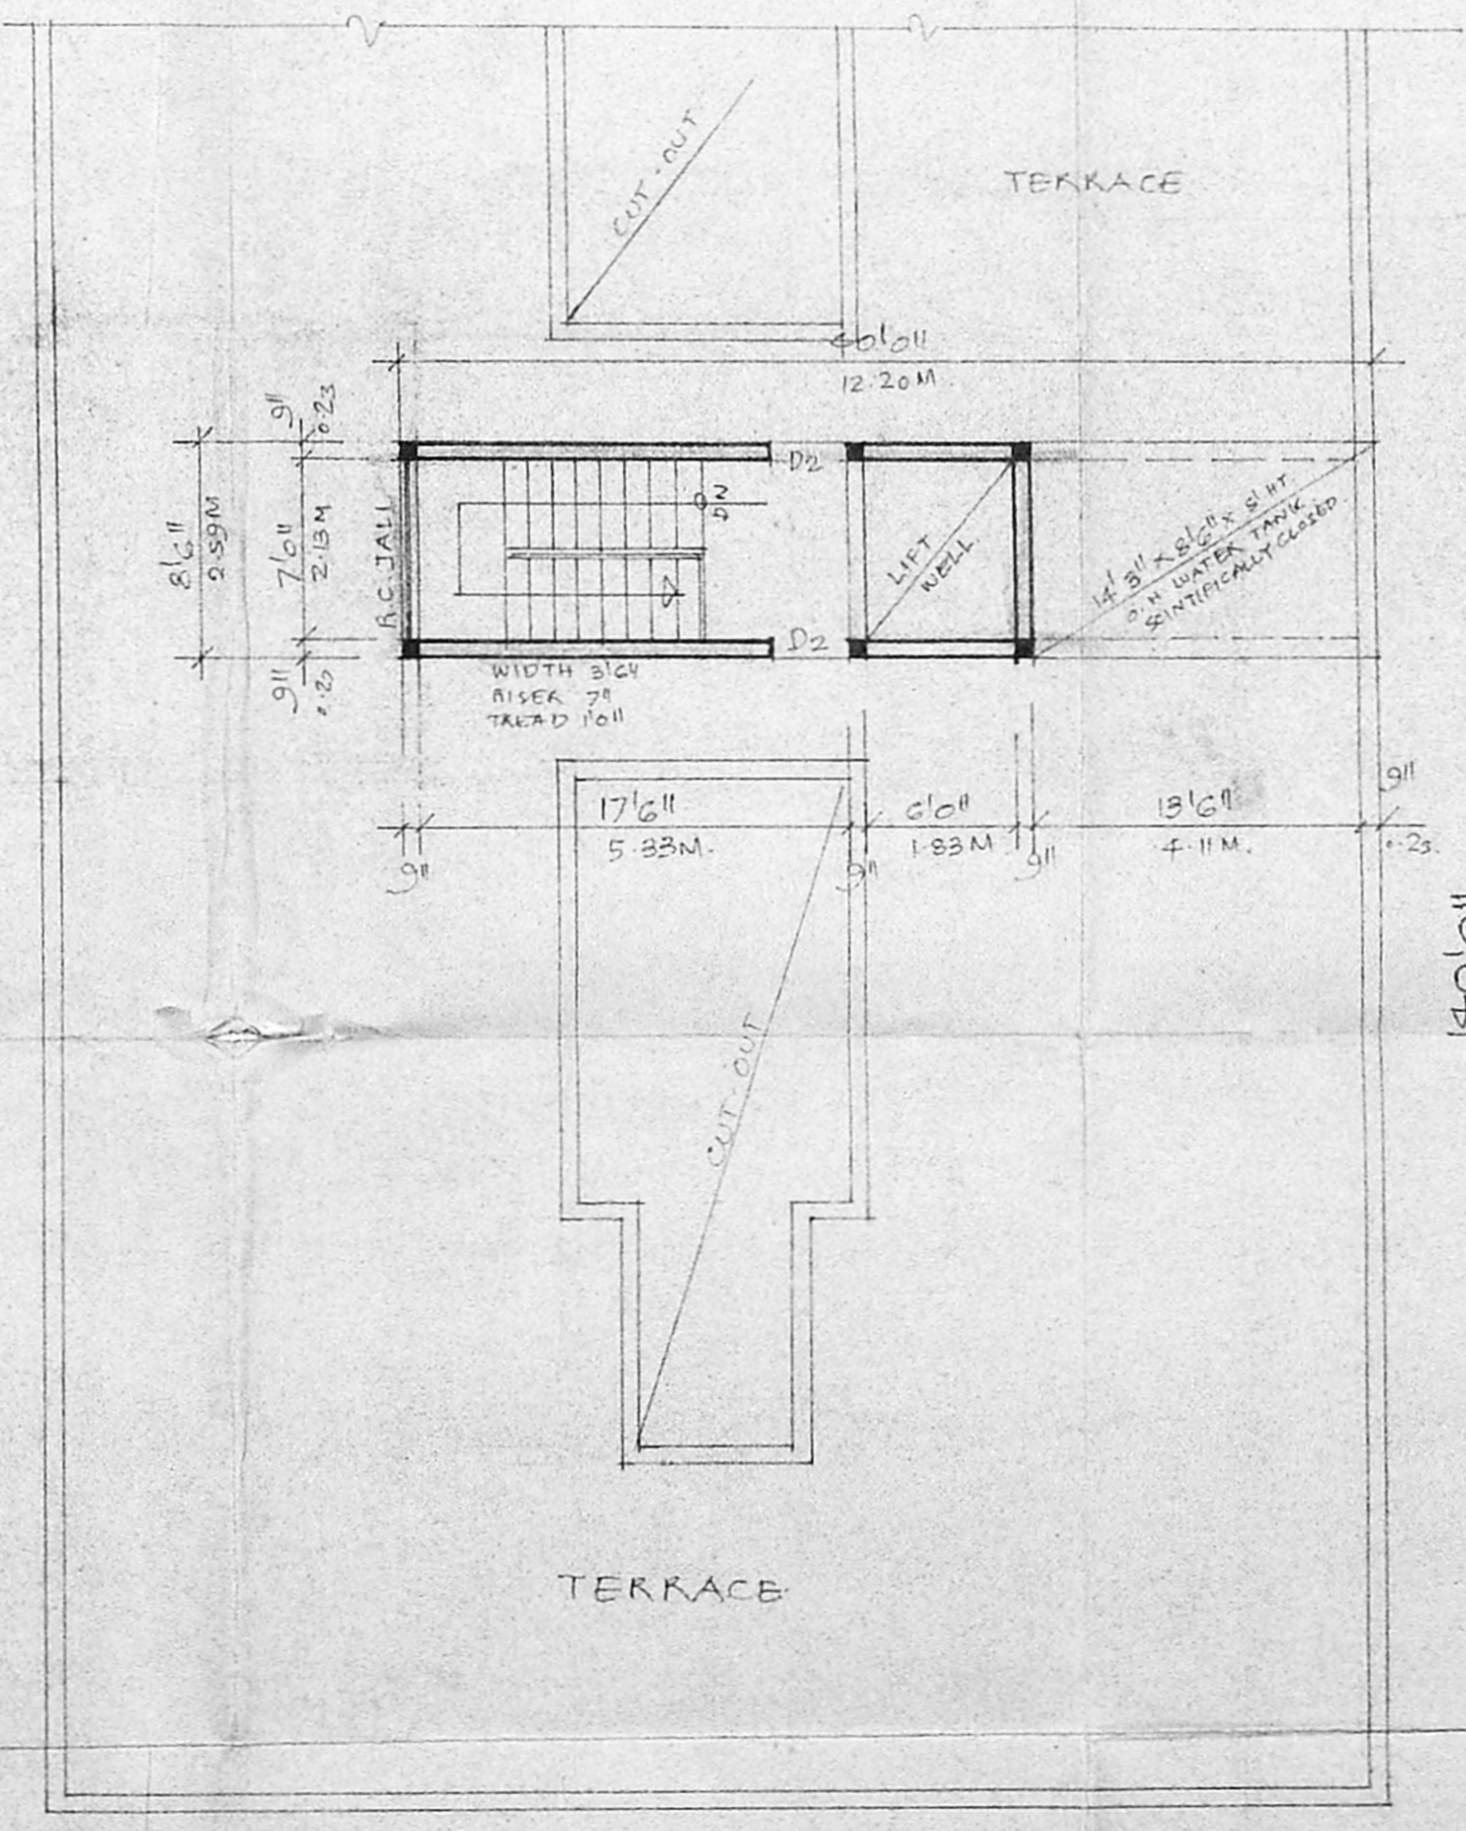 CUT-OUT
TERRACE
40'0"
12.20M.
9"
0.23
8'6"
2.59M
7'0"
2.13M
9"
0.23
R.C. JALI
D2
DN
LIFT
WELL.
D2
14'3" X 8'6" X 5' HT.
O.H WATER TANK
SCINTIFICALLY CLOSED.
WIDTH
RISER 7"
TREAD 1'0"
17'6"
5.33M.
6'0"
1.83M
13'6"
4.11M.
9"
0.23.
9"
9"
9"
CUT-OUT
TERRACE